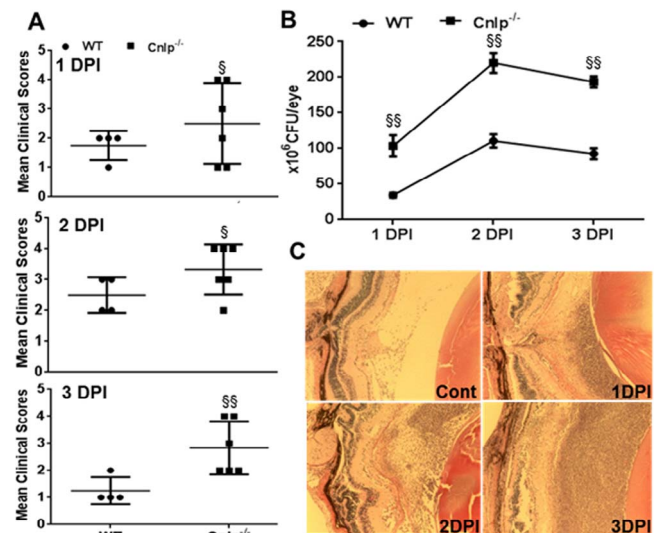 A
WT Cnlp-/-
1 DPI
§
Mean Clinical Scores
5
4
3
2
1
0
2 DPI
§
Mean Clinical Scores
5
4
3
2
1
0
3 DPI
§§
Mean Clinical Scores
5
4
3
2
1
0
B
WT Cnlp-/-
x10⁶CFU/eye
250
200
150
100
50
0
§§
§§
§§
1 DPI 2 DPI 3 DPI
C
Cont
1DPI
2DPI
3DPI